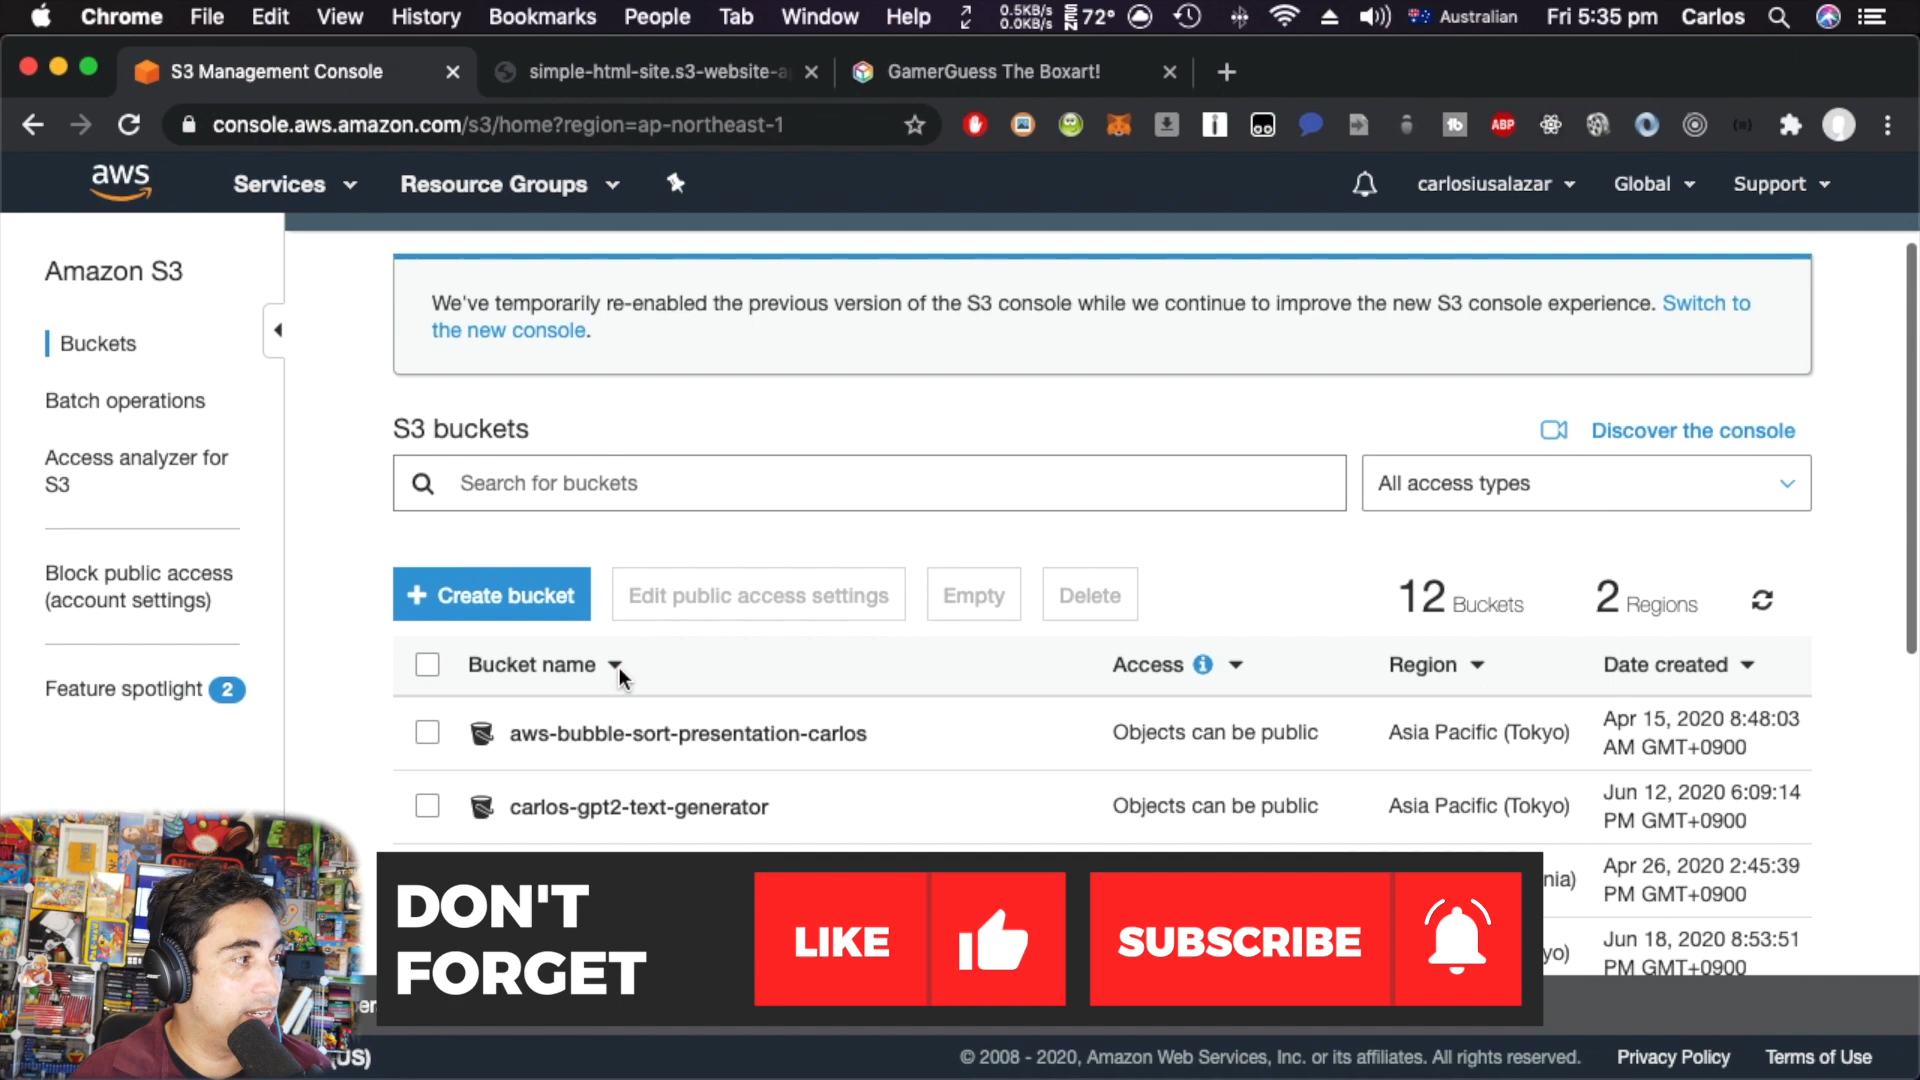 Chrome File Edit View History Bookmarks People Tab Window Help 0.5KB/s 0.0KB/s 72° Australian Fri 5:35 pm Carlos
S3 Management Console simple-html-site.s3-website-a GamerGuess The Boxart!
console.aws.amazon.com/s3/home?region=ap-northeast-1 ABP
aws Services Resource Groups carlosiusalazar Global Support
Amazon S3
Buckets
Batch operations
Access analyzer for
S3
Block public access
(account settings)
Feature spotlight 2
We've temporarily re-enabled the previous version of the S3 console while we continue to improve the new S3 console experience. Switch to
the new console.
S3 buckets Discover the console
Search for buckets All access types
Create bucket Edit public access settings Empty Delete 12 Buckets 2 Regions
Bucket name Access Region Date created
aws-bubble-sort-presentation-carlos Objects can be public Asia Pacific (Tokyo) Apr 15, 2020 8:48:03
AM GMT+0900
carlos-gpt2-text-generator Objects can be public Asia Pacific (Tokyo) Jun 12, 2020 6:09:14
PM GMT+0900
nia) Apr 26, 2020 2:45:39
PM GMT+0900
yo) Jun 18, 2020 8:53:51
PM GMT+0900
DON'T
FORGET
LIKE SUBSCRIBE
(US) © 2008 - 2020, Amazon Web Services, Inc. or its affiliates. All rights reserved. Privacy Policy Terms of Use